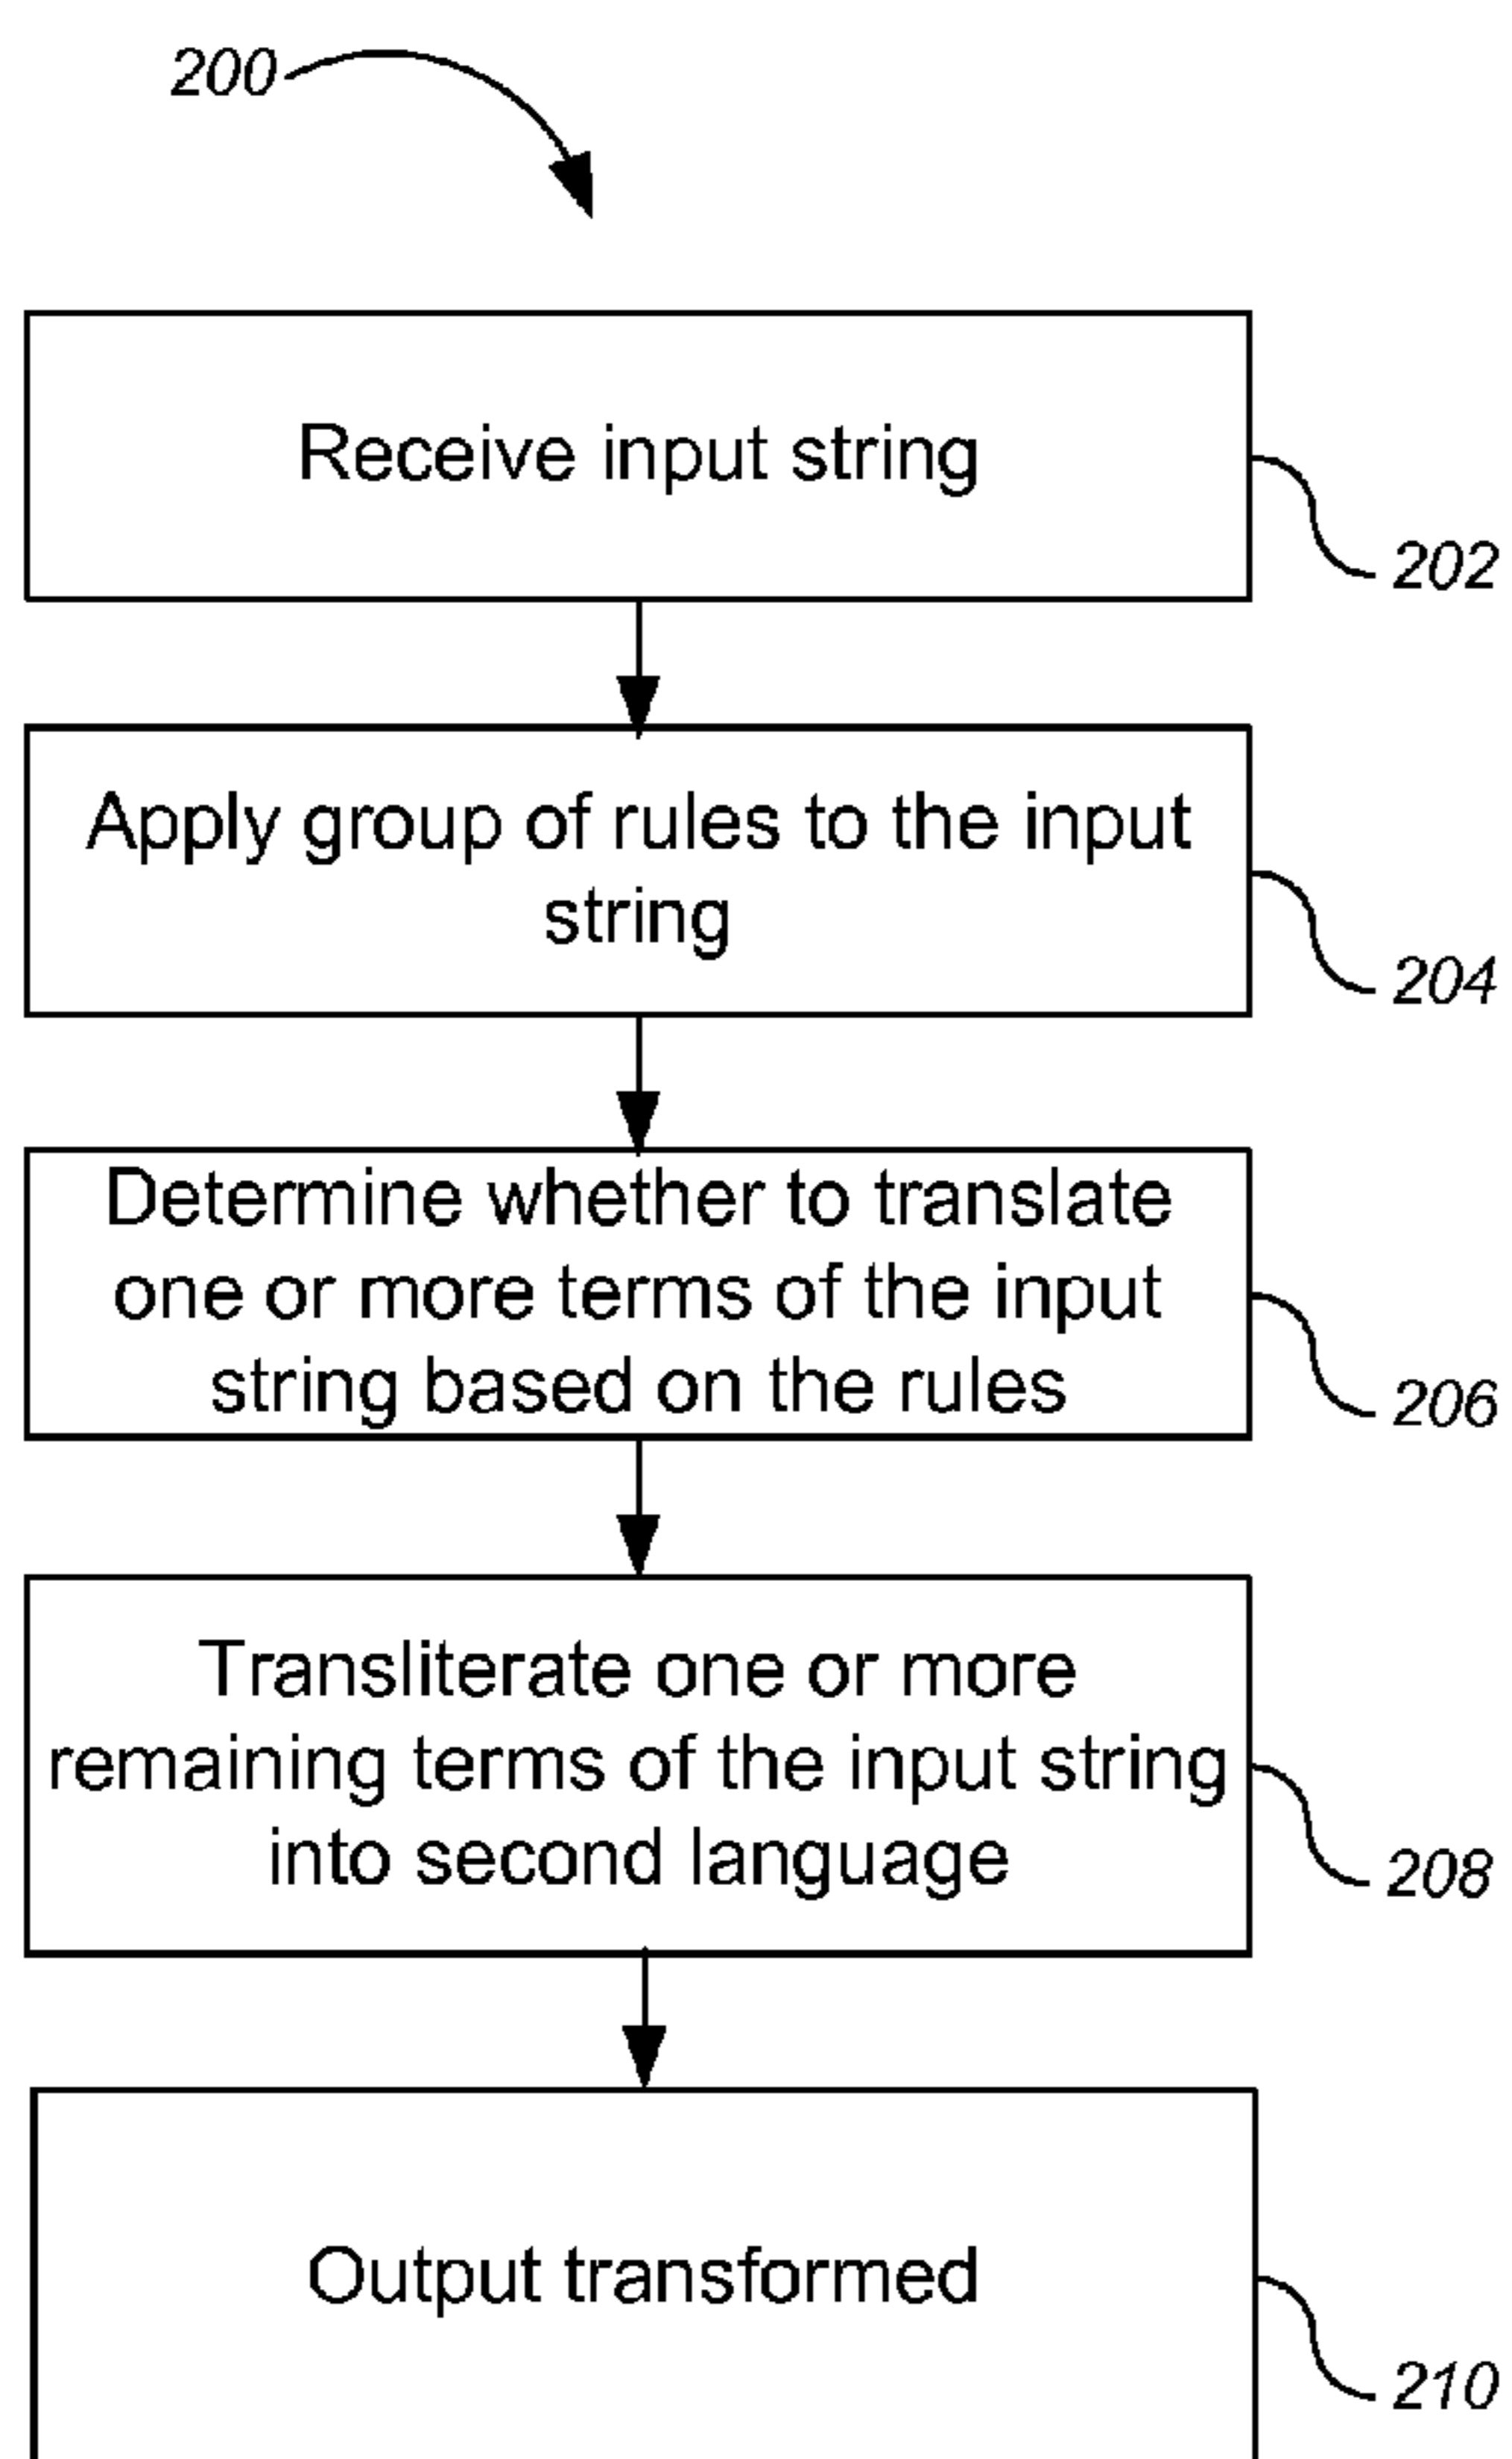 200
Receive input string
202
Apply group of rules to the input
string
204
Determine whether to translate
one or more terms of the input
string based on the rules
206
Transliterate one or more
remaining terms of the input string
into second language
208
Output transformed
210